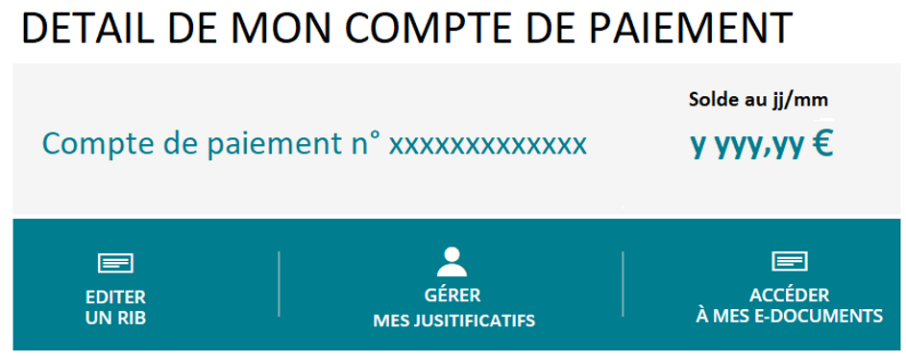 DETAIL DE MON COMPTE DE PAIEMENT
Solde au jj/mm
Compte de paiement n° xxxxxxxxxxxxx
y yyy,yy €
EDITER
UN RIB
GÉRER
MES JUSITIFICATIFS
ACCÉDER
À MES E-DOCUMENTS